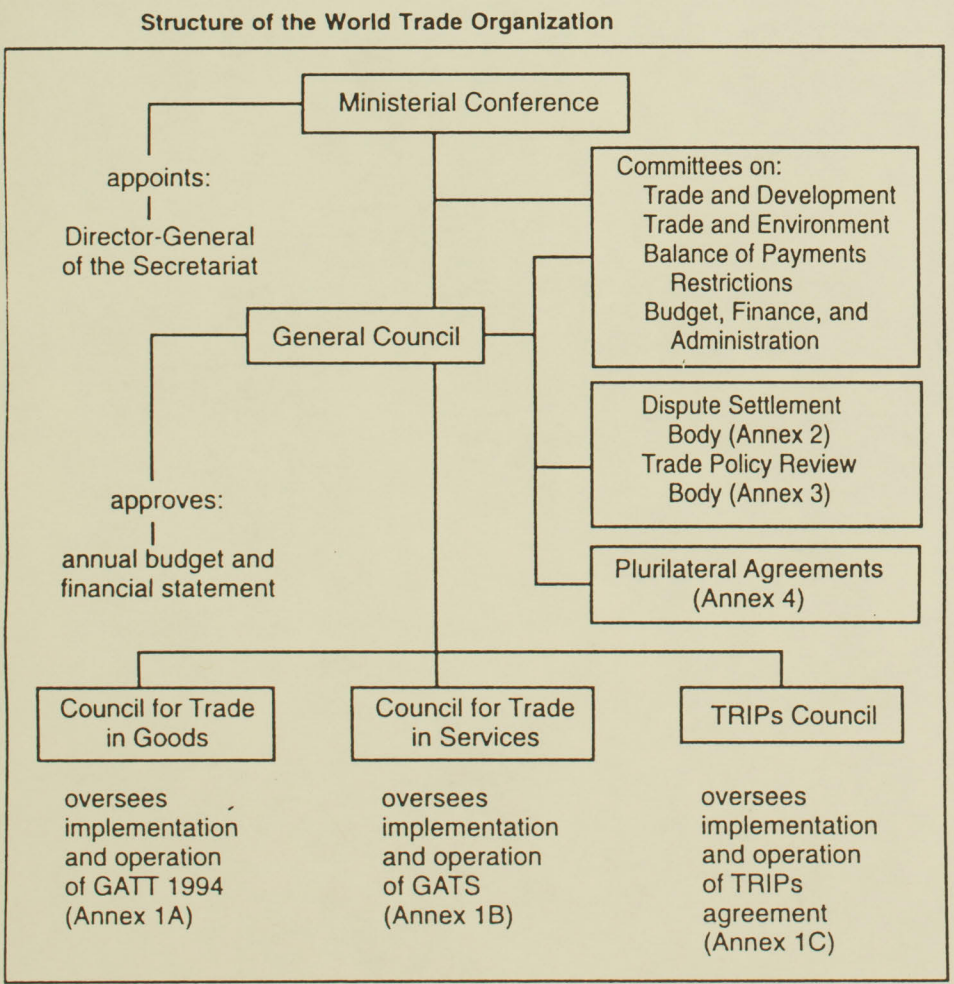 Structure of the World Trade Organization
Ministerial Conference
appoints:
Director-General
of the Secretariat
Committees on:
Trade and Development
Trade and Environment
Balance of Payments
Restrictions
Budget, Finance, and
Administration
General Council
Dispute Settlement
Body (Annex 2)
Trade Policy Review
Body (Annex 3)
approves:
annual budget and
financial statement
Plurilateral Agreements
(Annex 4)
Council for Trade
in Goods
oversees
implementation
and operation
of GATT 1994
(Annex 1A)
Council for Trade
in Services
oversees
implementation
and operation
of GATS
(Annex 1B)
TRIPs Council
oversees
implementation
and operation
of TRIPs
agreement
(Annex 1C)